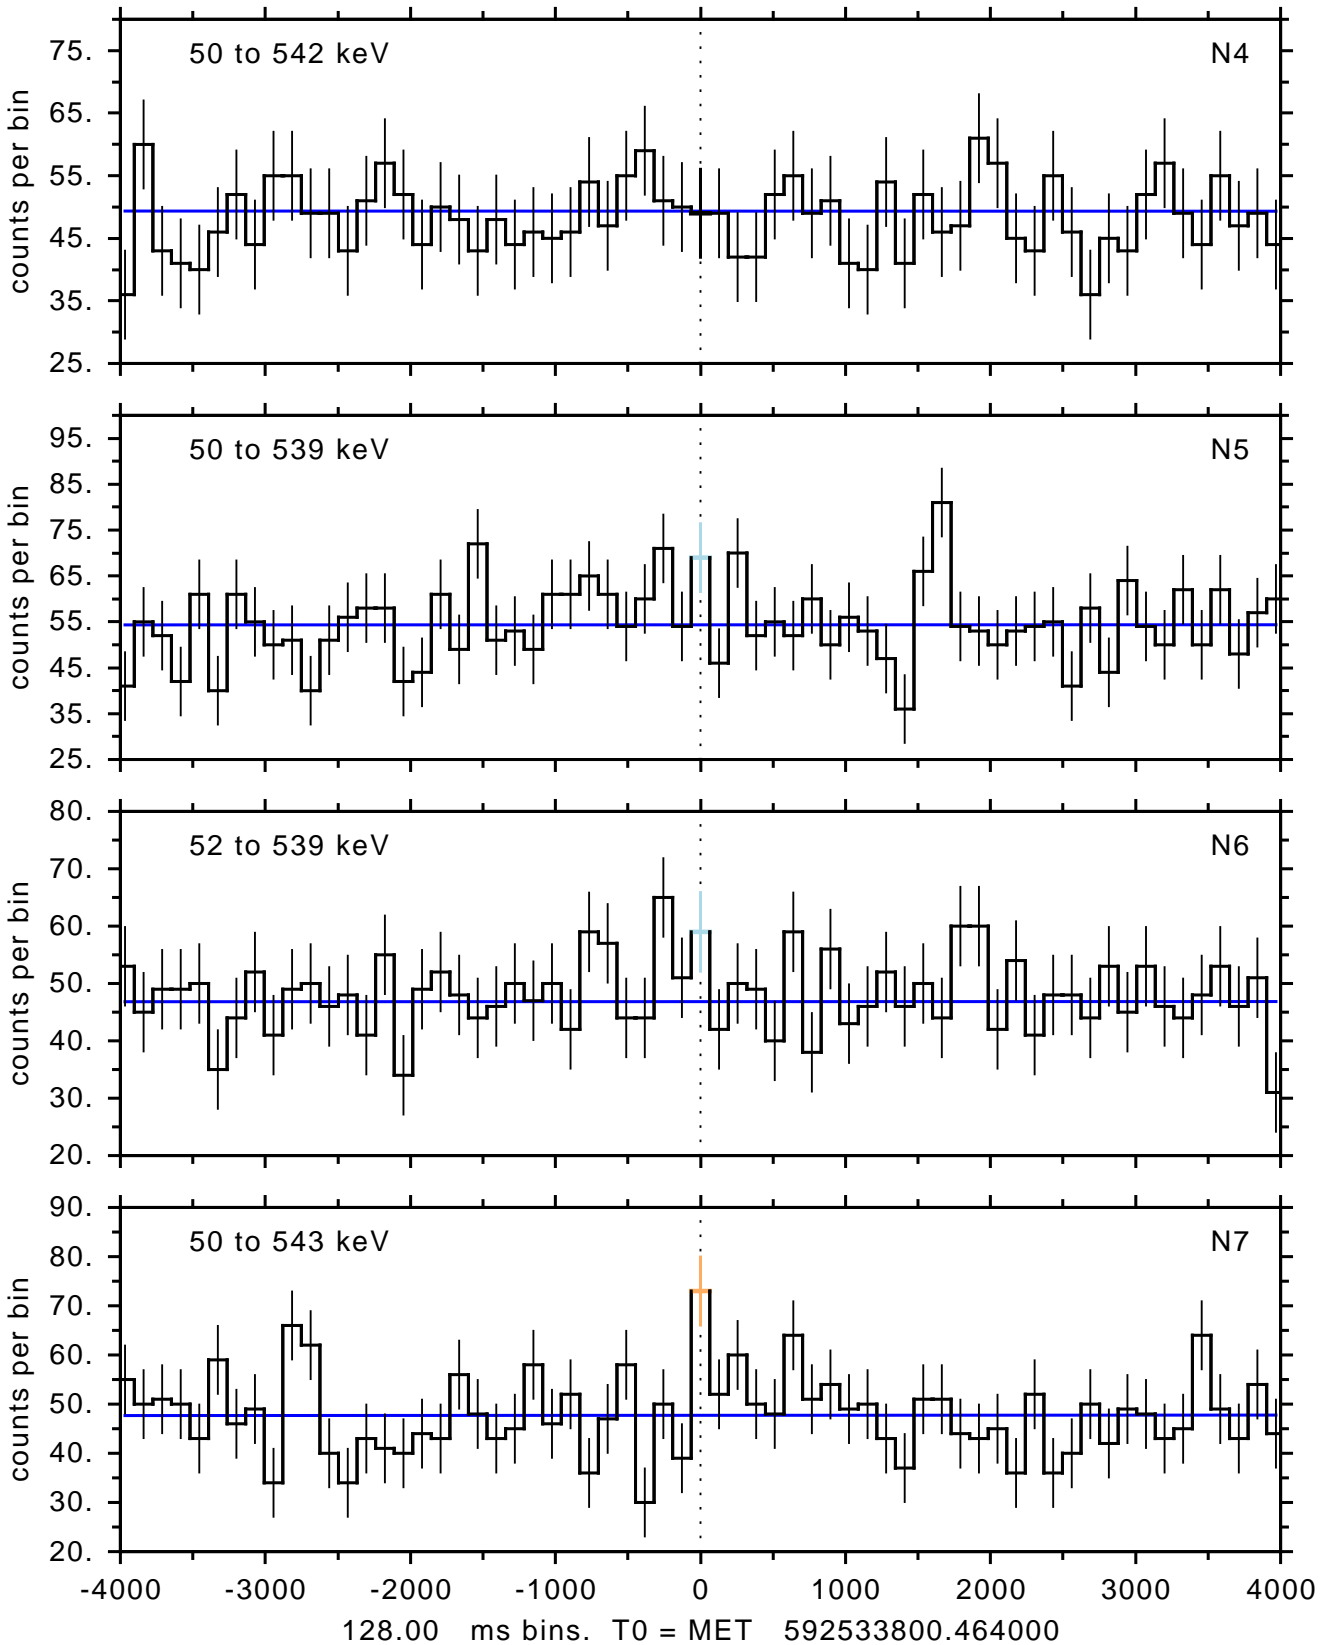 50 to 542 keV N4
75.
65.
55.
45.
35.
25.
counts per bin
50 to 539 keV N5
95.
85.
75.
65.
55.
45.
35.
25.
counts per bin
52 to 539 keV N6
80.
70.
60.
50.
40.
30.
20.
counts per bin
50 to 543 keV N7
90.
80.
70.
60.
50.
40.
30.
20.
counts per bin
-4000 -3000 -2000 -1000 0 1000 2000 3000 4000
128.00 ms bins. T0 = MET 592533800.464000